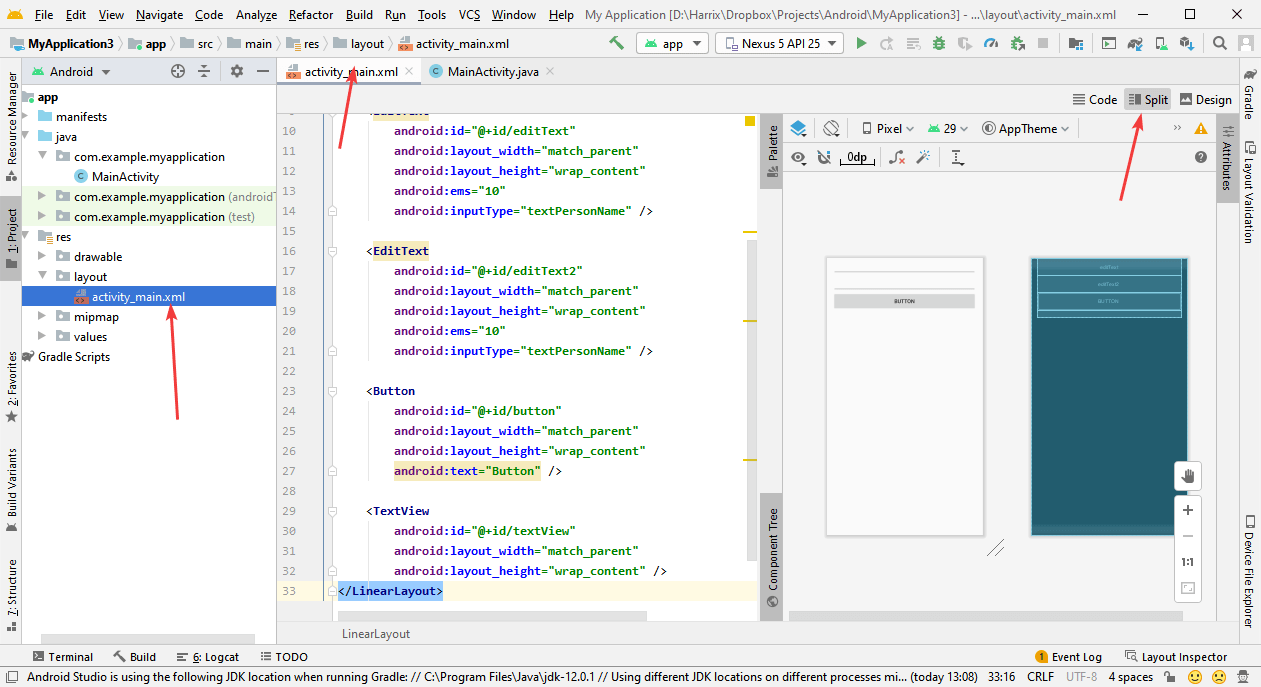 File Edit View Navigate Code Analyze Refactor Build Run Tools VCS Window Help My Application [D:\Harrix\Dropbox\Projects\Android\MyApplication3] - ...\layout\activity_main.xml
MyApplication3 app src main res layout activity_main.xml app Nexus 5 API 25
Android
activity_main.xml MainActivity.java
Code Split Design
Resource Manager
1: Project
2: Favorites
Build Variants
7: Structure
app
manifests
java
com.example.myapplication
C MainActivity
com.example.myapplication (android
com.example.myapplication (test)
res
drawable
layout
activity_main.xml
mipmap
values
Gradle Scripts
10 android:id="@+id/editText"
11 android:layout_width="match_parent"
12 android:layout_height="wrap_content"
13 android:ems="10"
14 android:inputType="textPersonName" />
15
16 <EditText
17 android:id="@+id/editText2"
18 android:layout_width="match_parent"
19 android:layout_height="wrap_content"
20 android:ems="10"
21 android:inputType="textPersonName" />
22
23 <Button
24 android:id="@+id/button"
25 android:layout_width="match_parent"
26 android:layout_height="wrap_content"
27 android:text="Button" />
28
29 <TextView
30 android:id="@+id/textView"
31 android:layout_width="match_parent"
32 android:layout_height="wrap_content" />
33 </LinearLayout>
LinearLayout
Palette
Component Tree
Pixel 29 AppTheme
0dp
BUTTON
editText
editText2
BUTTON
1:1
Attributes
Gradle
Layout Validation
Device File Explorer
Terminal Build 6: Logcat TODO 1 Event Log Layout Inspector
Android Studio is using the following JDK location when running Gradle: // C:\Program Files\Java\jdk-12.0.1 // Using different JDK locations on different processes mi... (today 13:08) 33:16 CRLF UTF-8 4 spaces